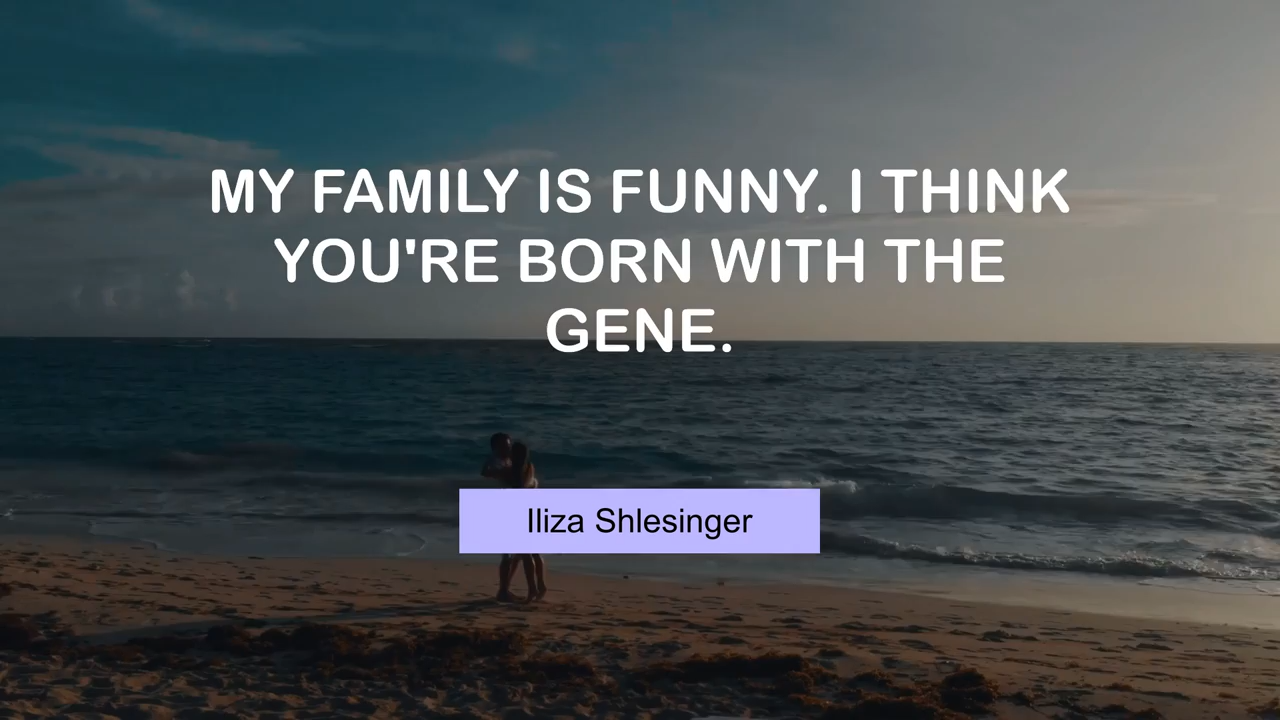 MY FAMILY IS FUNNY. I THINK
YOU'RE BORN WITH THE
GENE.
Iliza Shlesinger